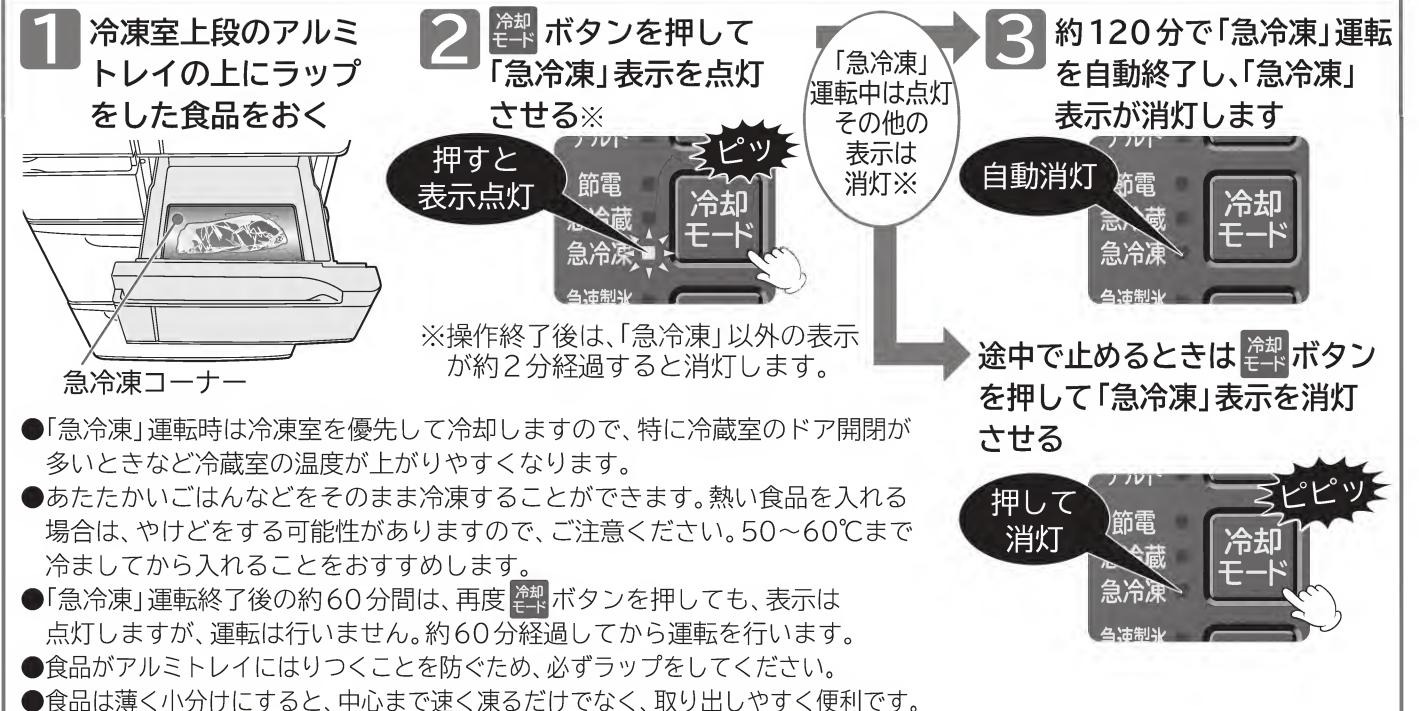 1 冷凍室上段のアルミ
トレイの上にラップ
をした食品をおく
急冷凍コーナー
2 冷却モード ボタンを押して
「急冷凍」表示を点灯
させる※
押すと
表示点灯
ピッ
節電
急冷蔵
急冷凍
冷却
モード
急速製氷
※操作終了後は、「急冷凍」以外の表示
が約2分経過すると消灯します。
「急冷凍」
運転中は点灯
その他の
表示は
消灯※
3 約120分で「急冷凍」運転
を自動終了し、「急冷凍」
表示が消灯します
自動消灯
節電
急冷蔵
急冷凍
冷却
モード
急速製氷
途中で止めるときは 冷却モード ボタン
を押して「急冷凍」表示を消灯
させる
押して
消灯
ピピッ
節電
急冷蔵
急冷凍
冷却
モード
急速製氷
●「急冷凍」運転時は冷凍室を優先して冷却しますので、特に冷蔵室のドア開閉が
多いときなど冷蔵室の温度が上がりやすくなります。
●あたたかいごはんなどをそのまま冷凍することができます。熱い食品を入れる
場合は、やけどをする可能性がありますので、ご注意ください。50~60℃まで
冷ましてから入れることをおすすめします。
●「急冷凍」運転終了後の約60分間は、再度 冷却モード ボタンを押しても、表示は
点灯しますが、運転は行いません。約60分経過してから運転を行います。
●食品がアルミトレイにはりつくことを防ぐため、必ずラップをしてください。
●食品は薄く小分けにすると、中心まで速く凍るだけでなく、取り出しやすく便利です。